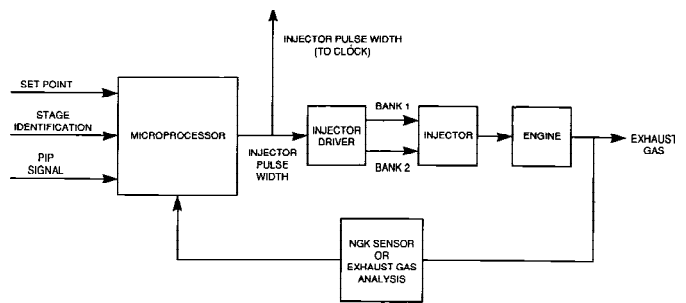 INJECTOR PULSE WIDTH
(TO CLOCK)
SET POINT
STAGE
IDENTIFICATION
PIP
SIGNAL
MICROPROCESSOR
INJECTOR
PULSE
WIDTH
INJECTOR
DRIVER
BANK 1
BANK 2
INJECTOR
ENGINE
EXHAUST
GAS
NGK SENSOR
OR
EXHAUST GAS
ANALYSIS